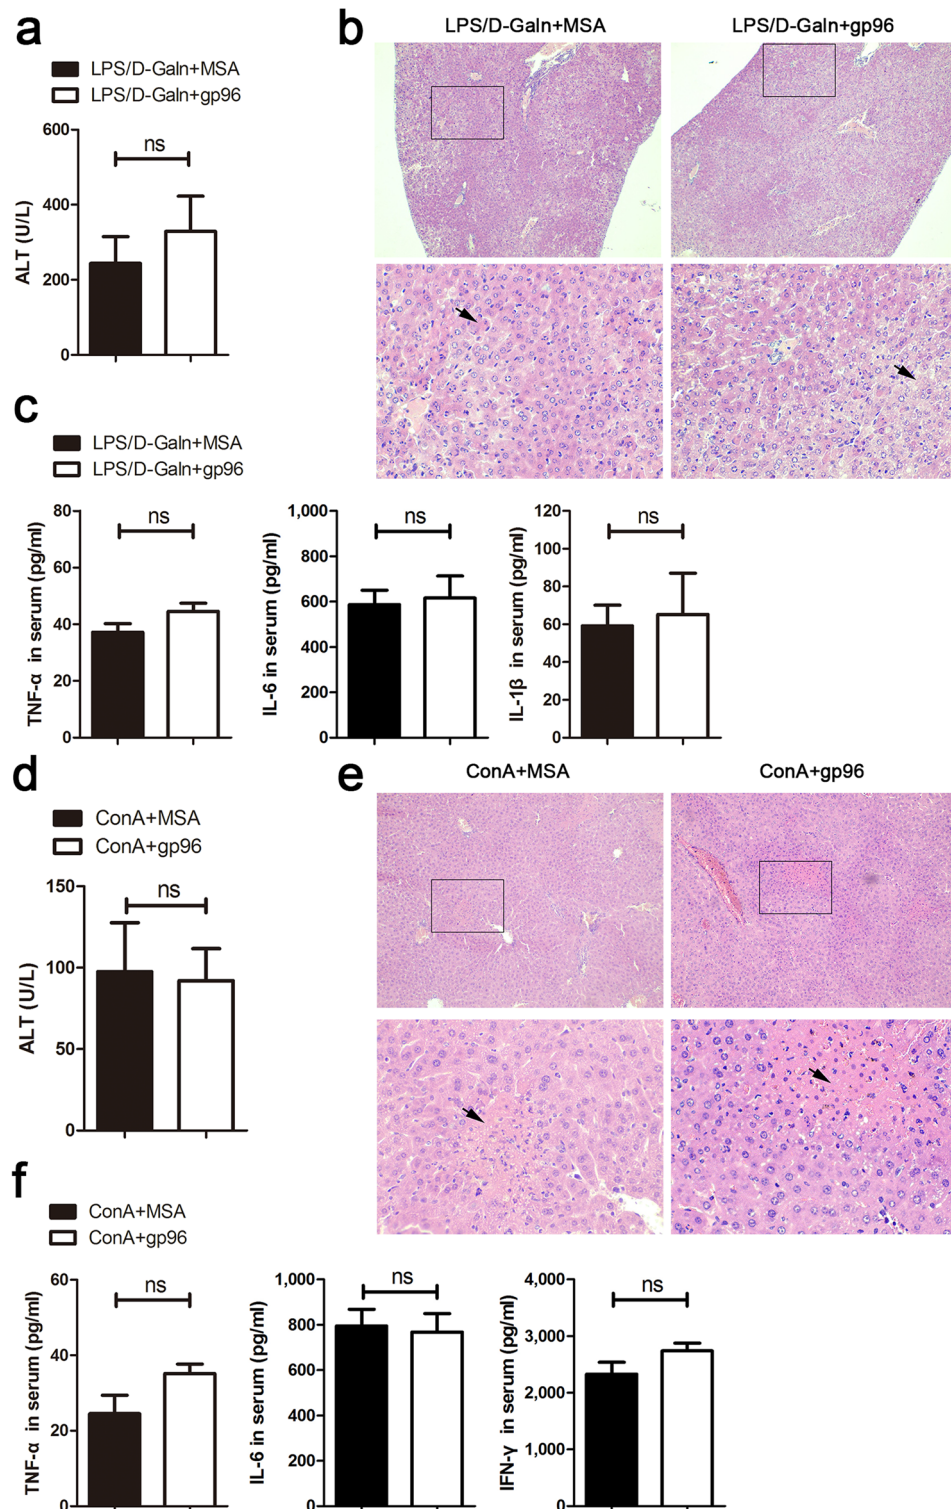 a
LPS/D-Galn+MSA
LPS/D-Galn+gp96
ALT (U/L)
600
400
200
0
ns
b
LPS/D-Galn+MSA
LPS/D-Galn+gp96
c
LPS/D-Galn+MSA
LPS/D-Galn+gp96
TNF-α in serum (pg/ml)
80
60
40
20
0
ns
IL-6 in serum (pg/ml)
1,000
800
600
400
200
0
ns
IL-1β in serum (pg/ml)
120
100
80
60
40
20
0
ns
d
ConA+MSA
ConA+gp96
ALT (U/L)
150
100
50
0
ns
e
ConA+MSA
ConA+gp96
f
ConA+MSA
ConA+gp96
TNF-α in serum (pg/ml)
60
40
20
0
ns
IL-6 in serum (pg/ml)
1,000
800
600
400
200
0
ns
IFN-γ in serum (pg/ml)
4,000
3,000
2,000
1,000
0
ns